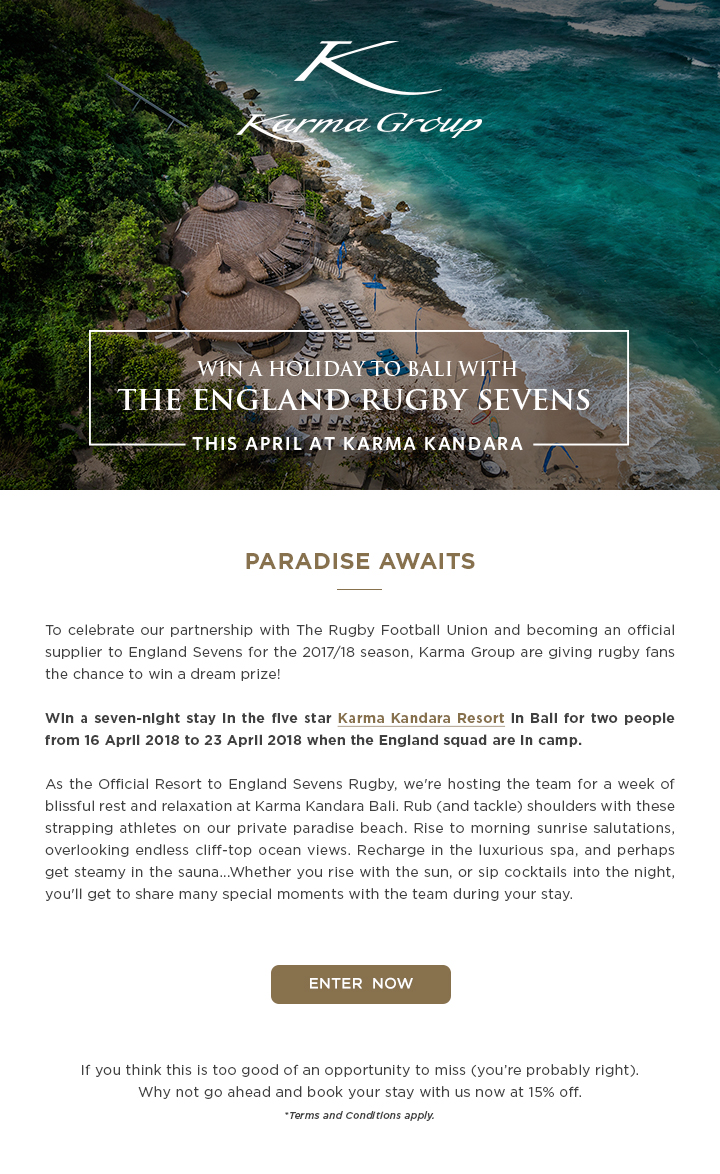 Karma Group
WIN A HOLIDAY TO BALI WITH
THE ENGLAND RUGBY SEVENS
THIS APRIL AT KARMA KANDARA
PARADISE AWAITS
To celebrate our partnership with The Rugby Football Union and becoming an official
supplier to England Sevens for the 2017/18 season, Karma Group are giving rugby fans
the chance to win a dream prize!
Win a seven-night stay in the five star Karma Kandara Resort in Bali for two people
from 16 April 2018 to 23 April 2018 when the England squad are in camp.
As the Official Resort to England Sevens Rugby, we're hosting the team for a week of
blissful rest and relaxation at Karma Kandara Bali. Rub (and tackle) shoulders with these
strapping athletes on our private paradise beach. Rise to morning sunrise salutations,
overlooking endless cliff-top ocean views. Recharge in the luxurious spa, and perhaps
get steamy in the sauna...Whether you rise with the sun, or sip cocktails into the night,
you'll get to share many special moments with the team during your stay.
ENTER NOW
If you think this is too good of an opportunity to miss (you’re probably right).
Why not go ahead and book your stay with us now at 15% off.
*Terms and Conditions apply.